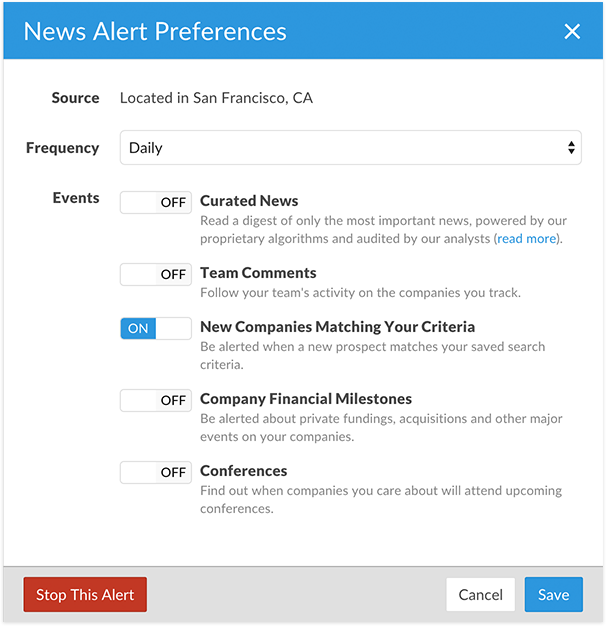 News Alert Preferences
Source Located in San Francisco, CA
Frequency Daily
Events OFF Curated News
Read a digest of only the most important news, powered by our
proprietary algorithms and audited by our analysts (read more).
OFF Team Comments
Follow your team's activity on the companies you track.
ON New Companies Matching Your Criteria
Be alerted when a new prospect matches your saved search
criteria.
OFF Company Financial Milestones
Be alerted about private fundings, acquisitions and other major
events on your companies.
OFF Conferences
Find out when companies you care about will attend upcoming
conferences.
Stop This Alert Cancel Save